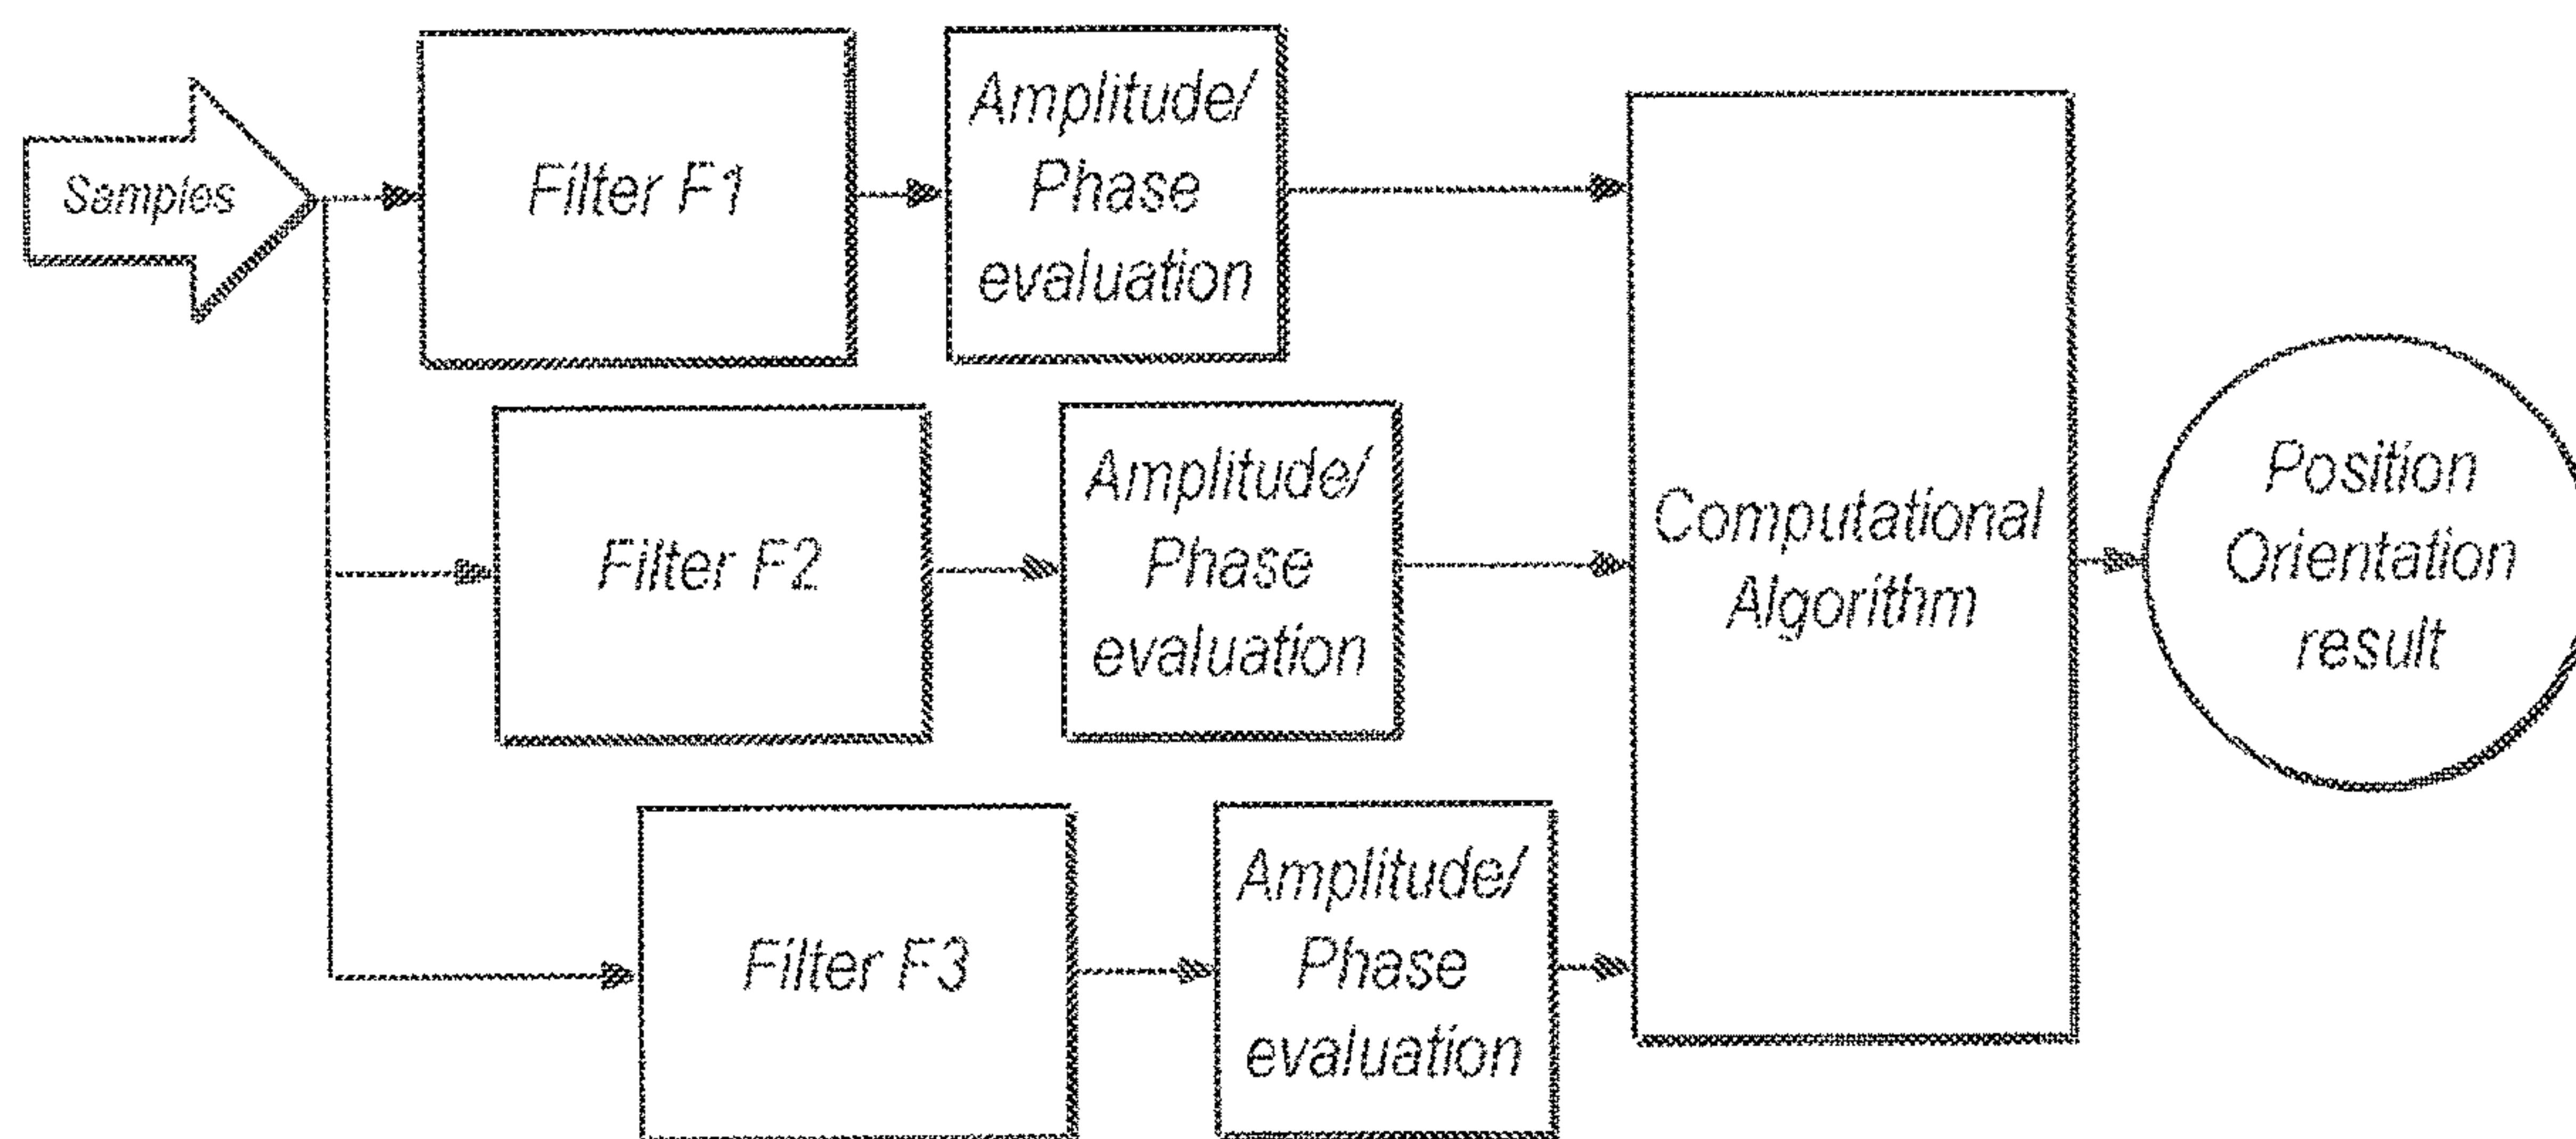 Samples
Filter F1
Amplitude/
Phase
evaluation
Filter F2
Amplitude/
Phase
evaluation
Filter F3
Amplitude/
Phase
evaluation
Computational
Algorithm
Position
Orientation
result